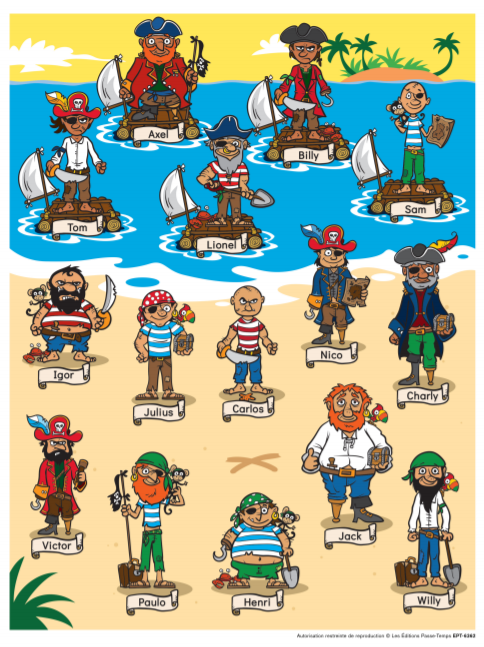 Axel
Billy
Sam
Tom
Lionel
Nico
Igor
Charly
Julius
Carlos
Jack
Victor
Paulo
Henri
Willy
Autorisation restreinte de reproduction © Les Éditions Passe-Temps EPT-6363